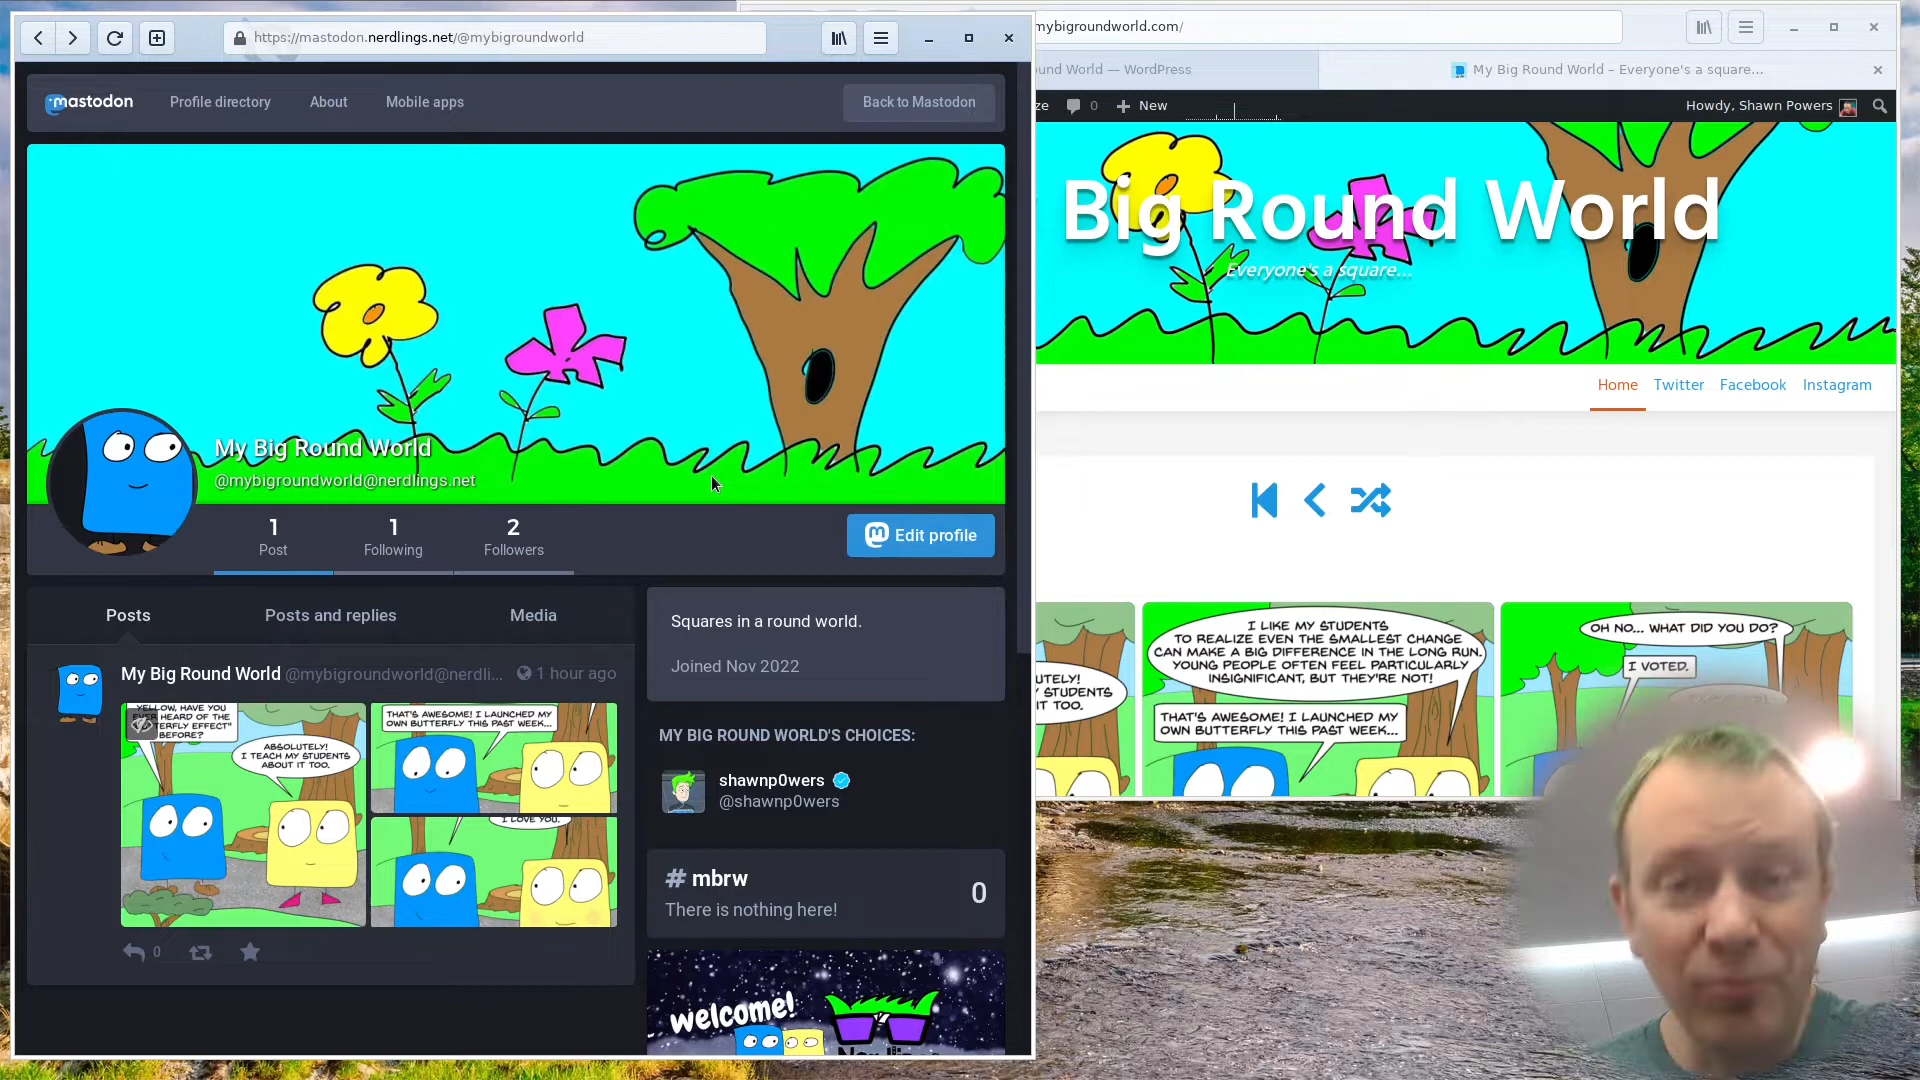 https://mastodon.nerdlings.net/@mybigroundworld
mastodon
Profile directory
About
Mobile apps
Back to Mastodon
My Big Round World
@mybigroundworld@nerdlings.net
1
Post
1
Following
2
Followers
Edit profile
Posts
Posts and replies
Media
My Big Round World @mybigroundworld@nerdli...
1 hour ago
YELLOW, HAVE YOU
EVER HEARD OF THE
"BUTTERFLY EFFECT"
BEFORE?
ABSOLUTELY!
I TEACH MY STUDENTS
ABOUT IT TOO.
THAT'S AWESOME! I LAUNCHED MY
OWN BUTTERFLY THIS PAST WEEK...
I LOVE YOU.
0
Squares in a round world.
Joined Nov 2022
MY BIG ROUND WORLD'S CHOICES:
shawnp0wers
@shawnp0wers
# mbrw
There is nothing here!
0
welcome!
mybigroundworld.com/
und World — WordPress
My Big Round World – Everyone's a square...
ze
0
New
Howdy, Shawn Powers
Big Round World
Everyone's a square...
Home
Twitter
Facebook
Instagram
UTELY!
STUDENTS
IT TOO.
I LIKE MY STUDENTS
TO REALIZE EVEN THE SMALLEST CHANGE
CAN MAKE A BIG DIFFERENCE IN THE LONG RUN.
YOUNG PEOPLE OFTEN FEEL PARTICULARLY
INSIGNIFICANT, BUT THEY'RE NOT!
THAT'S AWESOME! I LAUNCHED MY
OWN BUTTERFLY THIS PAST WEEK...
OH NO... WHAT DID YOU DO?
I VOTED.